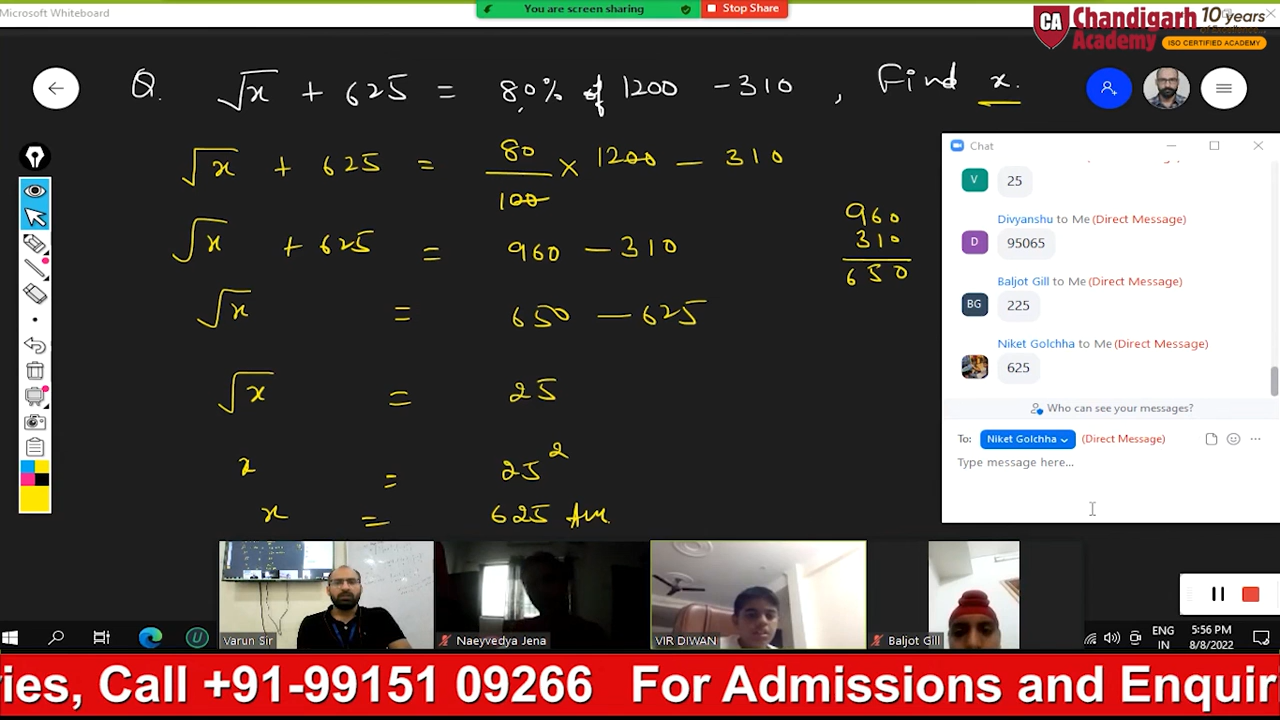 Microsoft Whiteboard
You are screen sharing
Stop Share
CA Chandigarh Academy
10 years
ISO CERTIFIED ACADEMY
Q. √x + 625 = 80% of 1200 - 310, Find x.
√x + 625 = 80/100 × 1200 - 310
√x + 625 = 960 - 310
960
310
650
√x = 650 - 625
√x = 25
x = 25²
x = 625 Ans.
Chat
V
25
Divyanshu to Me (Direct Message)
D
95065
Baljot Gill to Me (Direct Message)
BG
225
Niket Golchha to Me (Direct Message)
625
Who can see your messages?
To: Niket Golchha (Direct Message)
Type message here...
Varun Sir
Naeyvedya Jena
VIR DIWAN
Baljot Gill
ENG
IN
5:56 PM
8/8/2022
ries, Call +91-99151 09266 For Admissions and Enquir